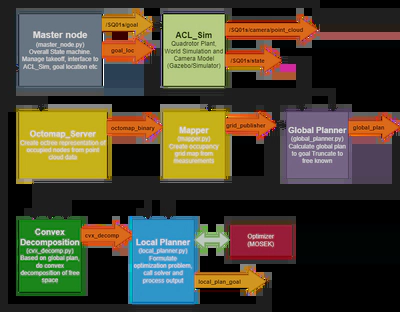 Master node
(master_node.py)
Overall State machine.
Manage takeoff, interface to
ACL_Sim, goal location etc
/SQ01s/goal
goal_loc
ACL_Sim
Quadrotor Plant,
World Simulation and
Camera Model
(Gazebo/Simulator)
/SQ01s/camera/point_cloud
/SQ01s/state
Octomap_Server
Create octree representation of
occupied nodes from point
cloud data
octomap_binary
Mapper
(mapper.py)
Create occupancy
grid map from
measurements
grid_publisher
Global Planner
(global_planner.py)
Calculate global plan
to goal Truncate to
free known
global_plan
Convex
Decomposition
(cvx_decomp.py)
Based on global plan,
do convex
decomposition of free
space
cvx_decomp
Local Planner
(local_planner.py)
Formulate
optimization problem,
call solver and
process output
Optimizer
(MOSEK)
local_plan_goal